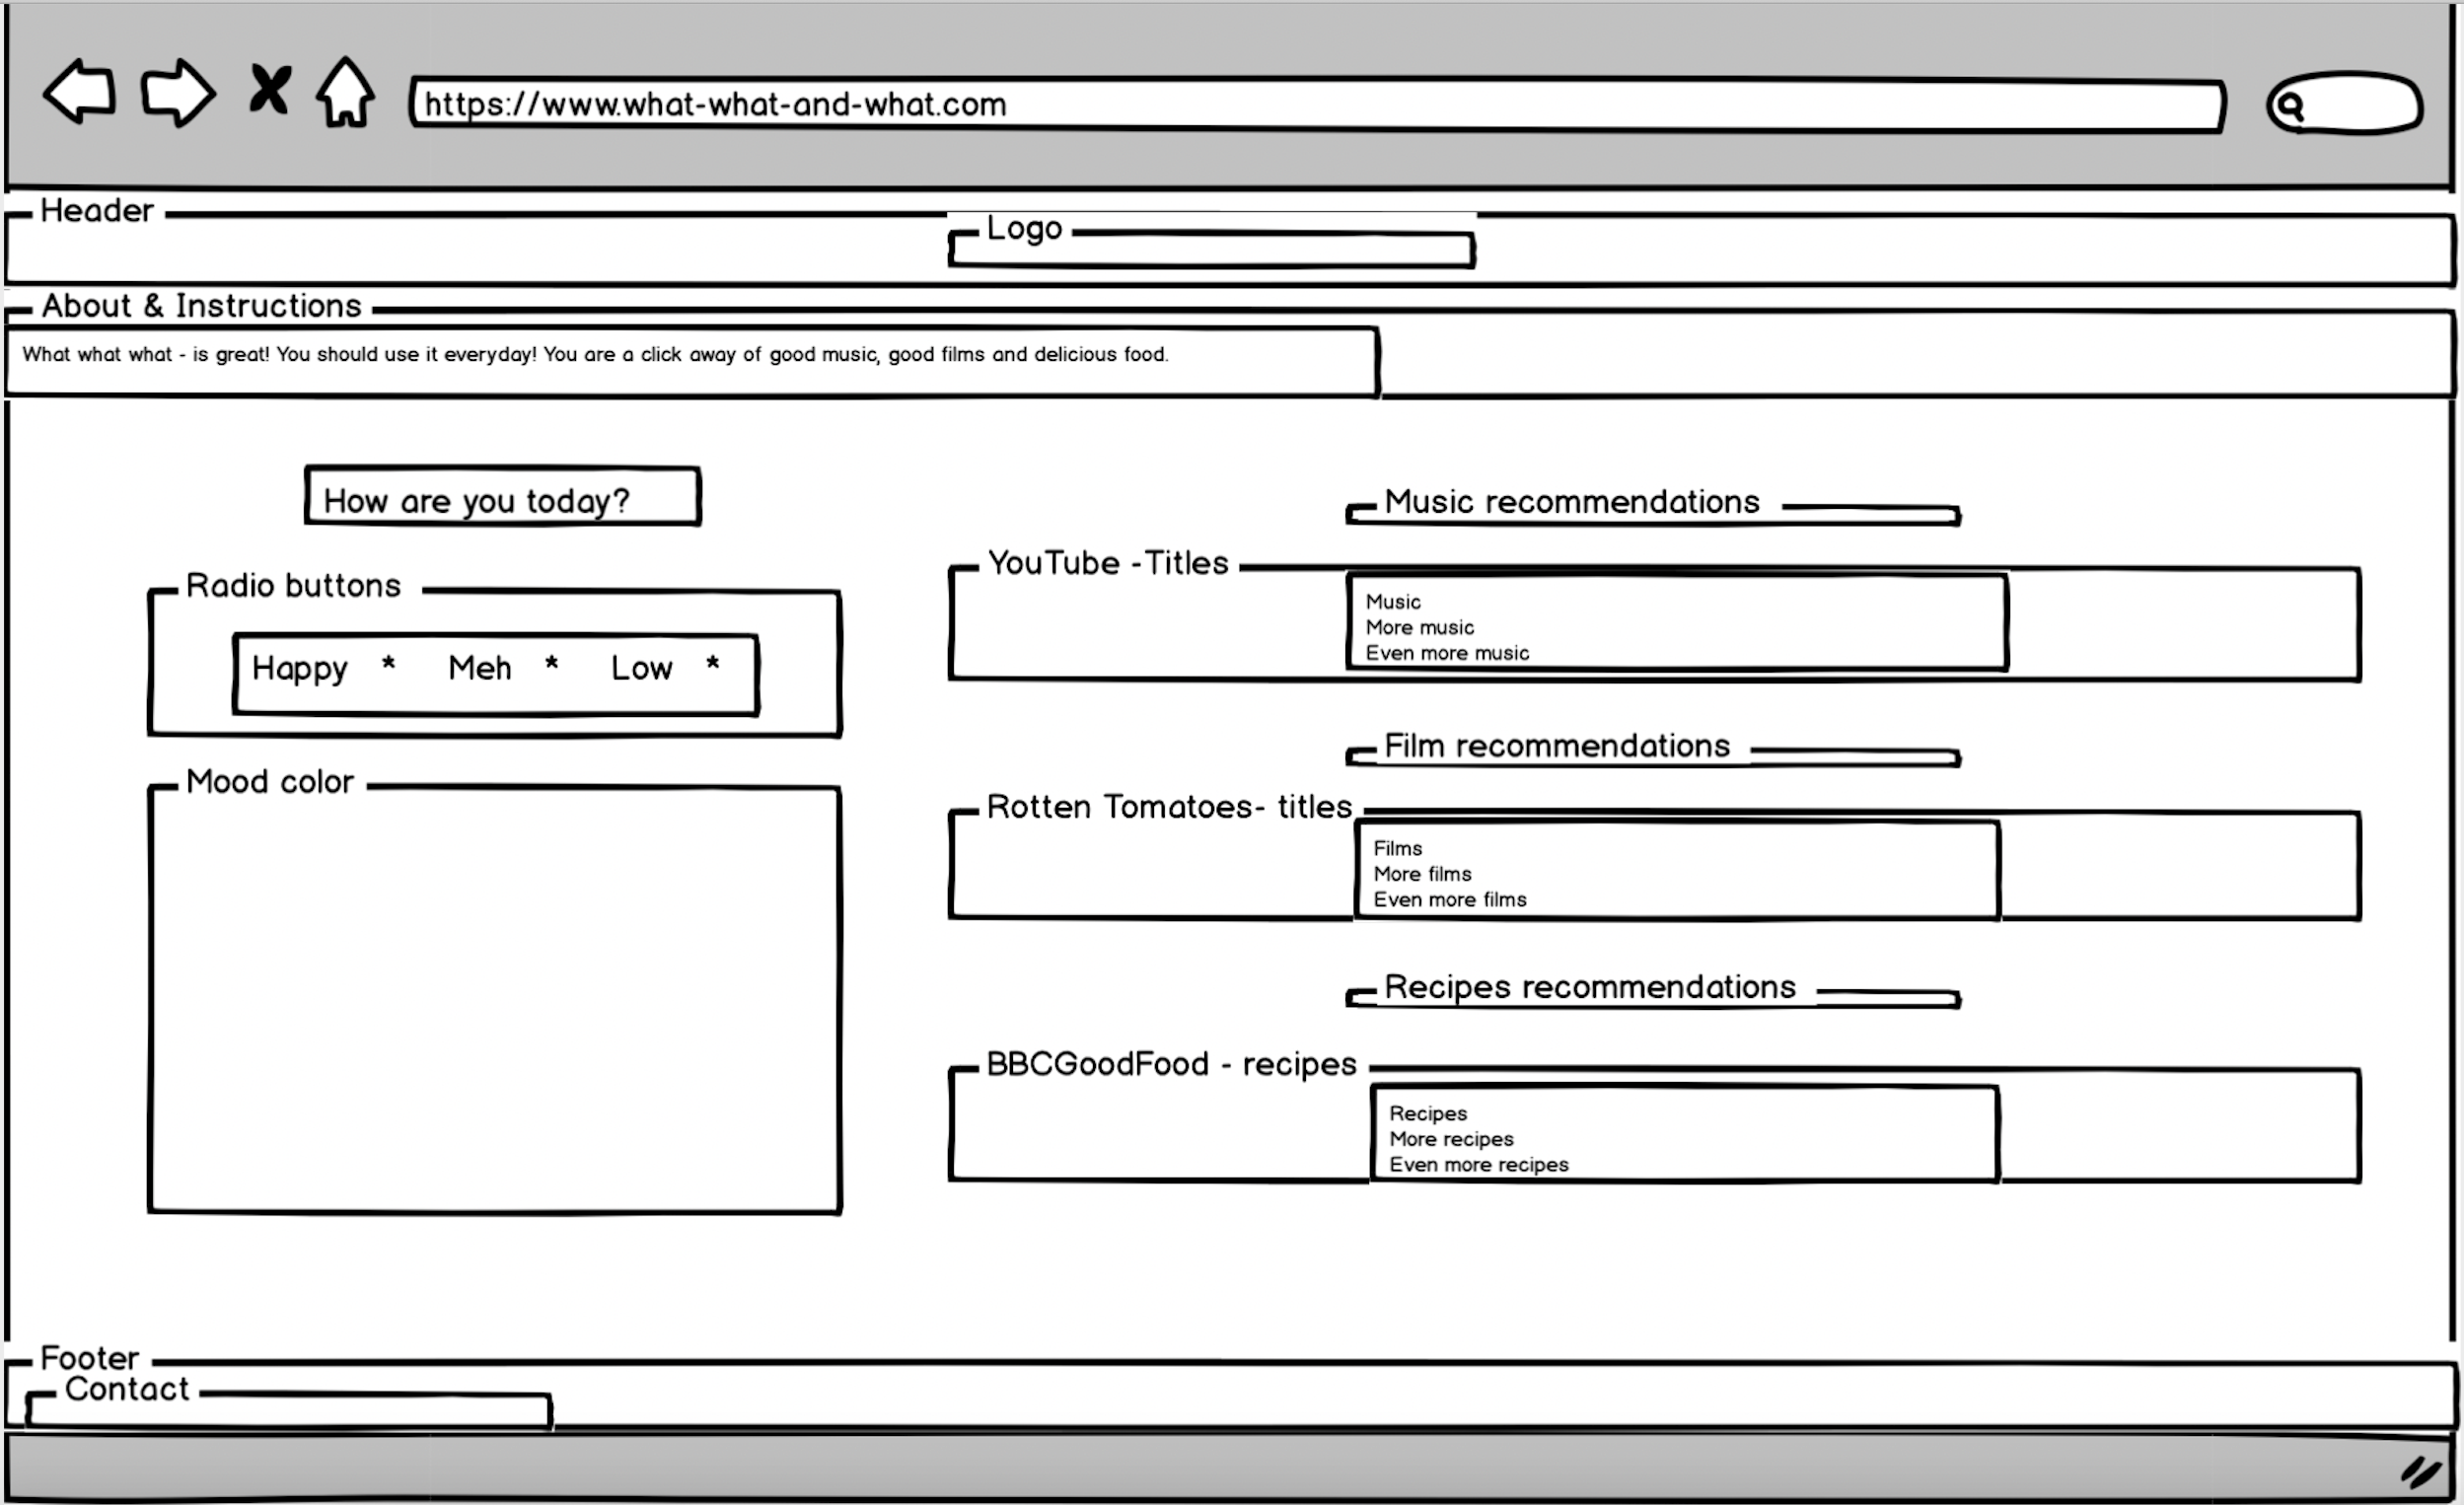 https://www.what-what-and-what.com
Header
Logo
About & Instructions
What what what - is great! You should use it everyday! You are a click away of good music, good films and delicious food.
How are you today?
Radio buttons
Happy * Meh * Low *
Mood color
Music recommendations
YouTube -Titles
Music
More music
Even more music
Film recommendations
Rotten Tomatoes- titles
Films
More films
Even more films
Recipes recommendations
BBCGoodFood - recipes
Recipes
More recipes
Even more recipes
Footer
Contact